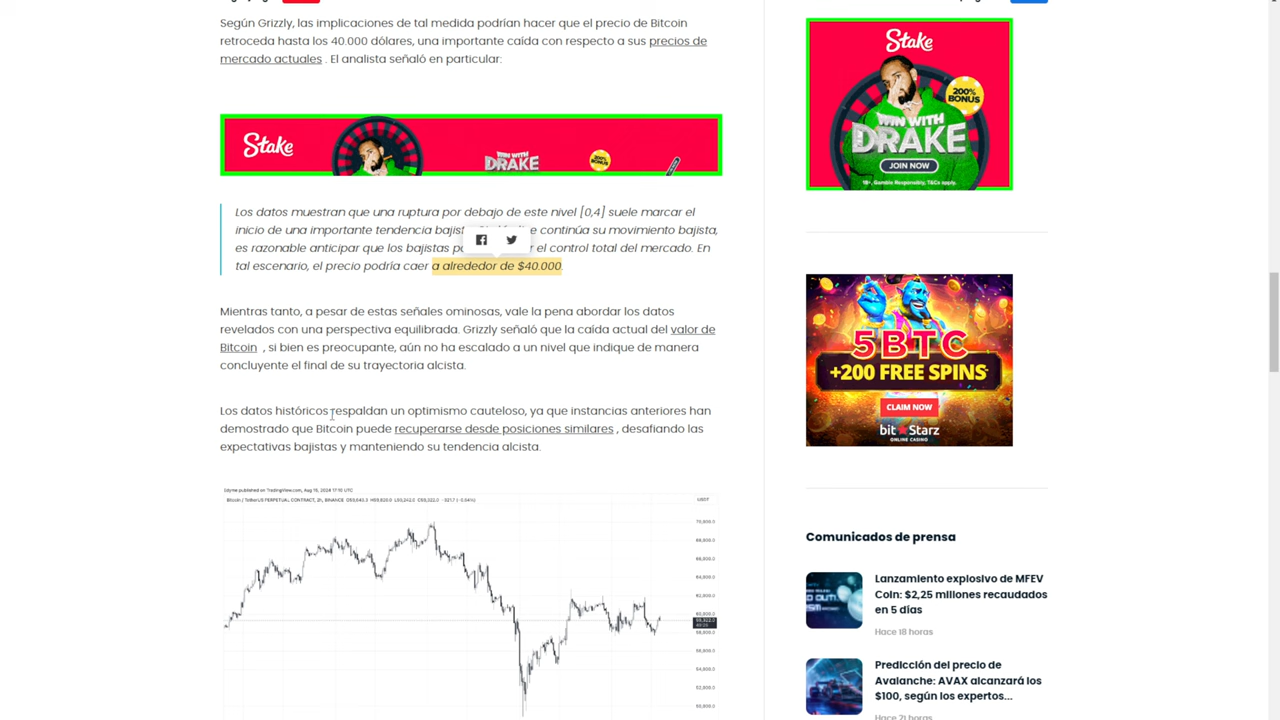 Según Grizzly, las implicaciones de tal medida podrían hacer que el precio de Bitcoin
retroceda hasta los 40.000 dólares, una importante caída con respecto a sus precios de
mercado actuales . El analista señaló en particular:
Stake
WIN WITH
DRAKE
200%
BONUS
Los datos muestran que una ruptura por debajo de este nivel [0,4] suele marcar el
inicio de una importante tendencia continúa su movimiento bajista,
es razonable anticipar que los bajistas el control total del mercado. En
tal escenario, el precio podría caer a alrededor de $40.000.
Mientras tanto, a pesar de estas señales ominosas, vale la pena abordar los datos
revelados con una perspectiva equilibrada. Grizzly señaló que la caída actual del valor de
Bitcoin , si bien es preocupante, aún no ha escalado a un nivel que indique de manera
concluyente el final de su trayectoria alcista.
Los datos históricos respaldan un optimismo cauteloso, ya que instancias anteriores han
demostrado que Bitcoin puede recuperarse desde posiciones similares , desafiando las
expectativas bajistas y manteniendo su tendencia alcista.
USDT
Stake
200%
BONUS
WIN WITH
DRAKE
JOIN NOW
18+, Gamble Responsibly, T&Cs apply.
5BTC
+200 FREE SPINS
CLAIM NOW
bitStarz
ONLINE CASINO
Comunicados de prensa
Lanzamiento explosivo de MFEV
Coin: $2,25 millones recaudados
en 5 días
Hace 18 horas
Predicción del precio de
Avalanche: AVAX alcanzará los
$100, según los expertos...
Hace 21 horas